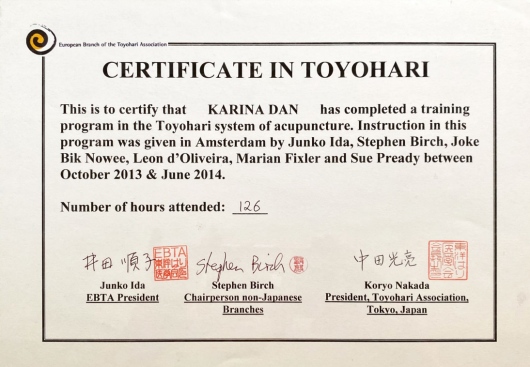 European Branch of the Toyohari Association
CERTIFICATE IN TOYOHARI
This is to certify that KARINA DAN has completed a training
program in the Toyohari system of acupuncture. Instruction in this
program was given in Amsterdam by Junko Ida, Stephen Birch, Joke
Bik Nowee, Leon d'Oliveira, Marian Fixler and Sue Pready between
October 2013 & June 2014.
Number of hours attended: 126
井田 順子 EBTA Stephen Birch 中田光亮
Junko Ida Stephen Birch Koryo Nakada
EBTA President Chairperson non-Japanese President, Toyohari Association,
Branches Tokyo, Japan